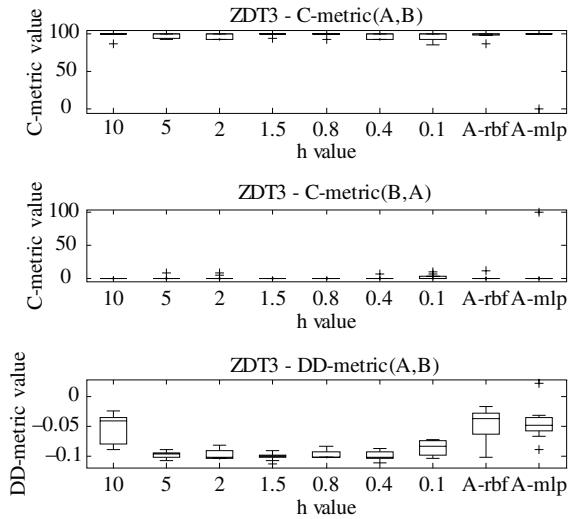 ZDT3 - C-metric(A,B)
C-metric value
100
50
0
10 5 2 1.5 0.8 0.4 0.1 A-rbf A-mlp
h value
ZDT3 - C-metric(B,A)
C-metric value
100
50
0
10 5 2 1.5 0.8 0.4 0.1 A-rbf A-mlp
h value
ZDT3 - DD-metric(A,B)
DD-metric value
0
−0.05
−0.1
10 5 2 1.5 0.8 0.4 0.1 A-rbf A-mlp
h value